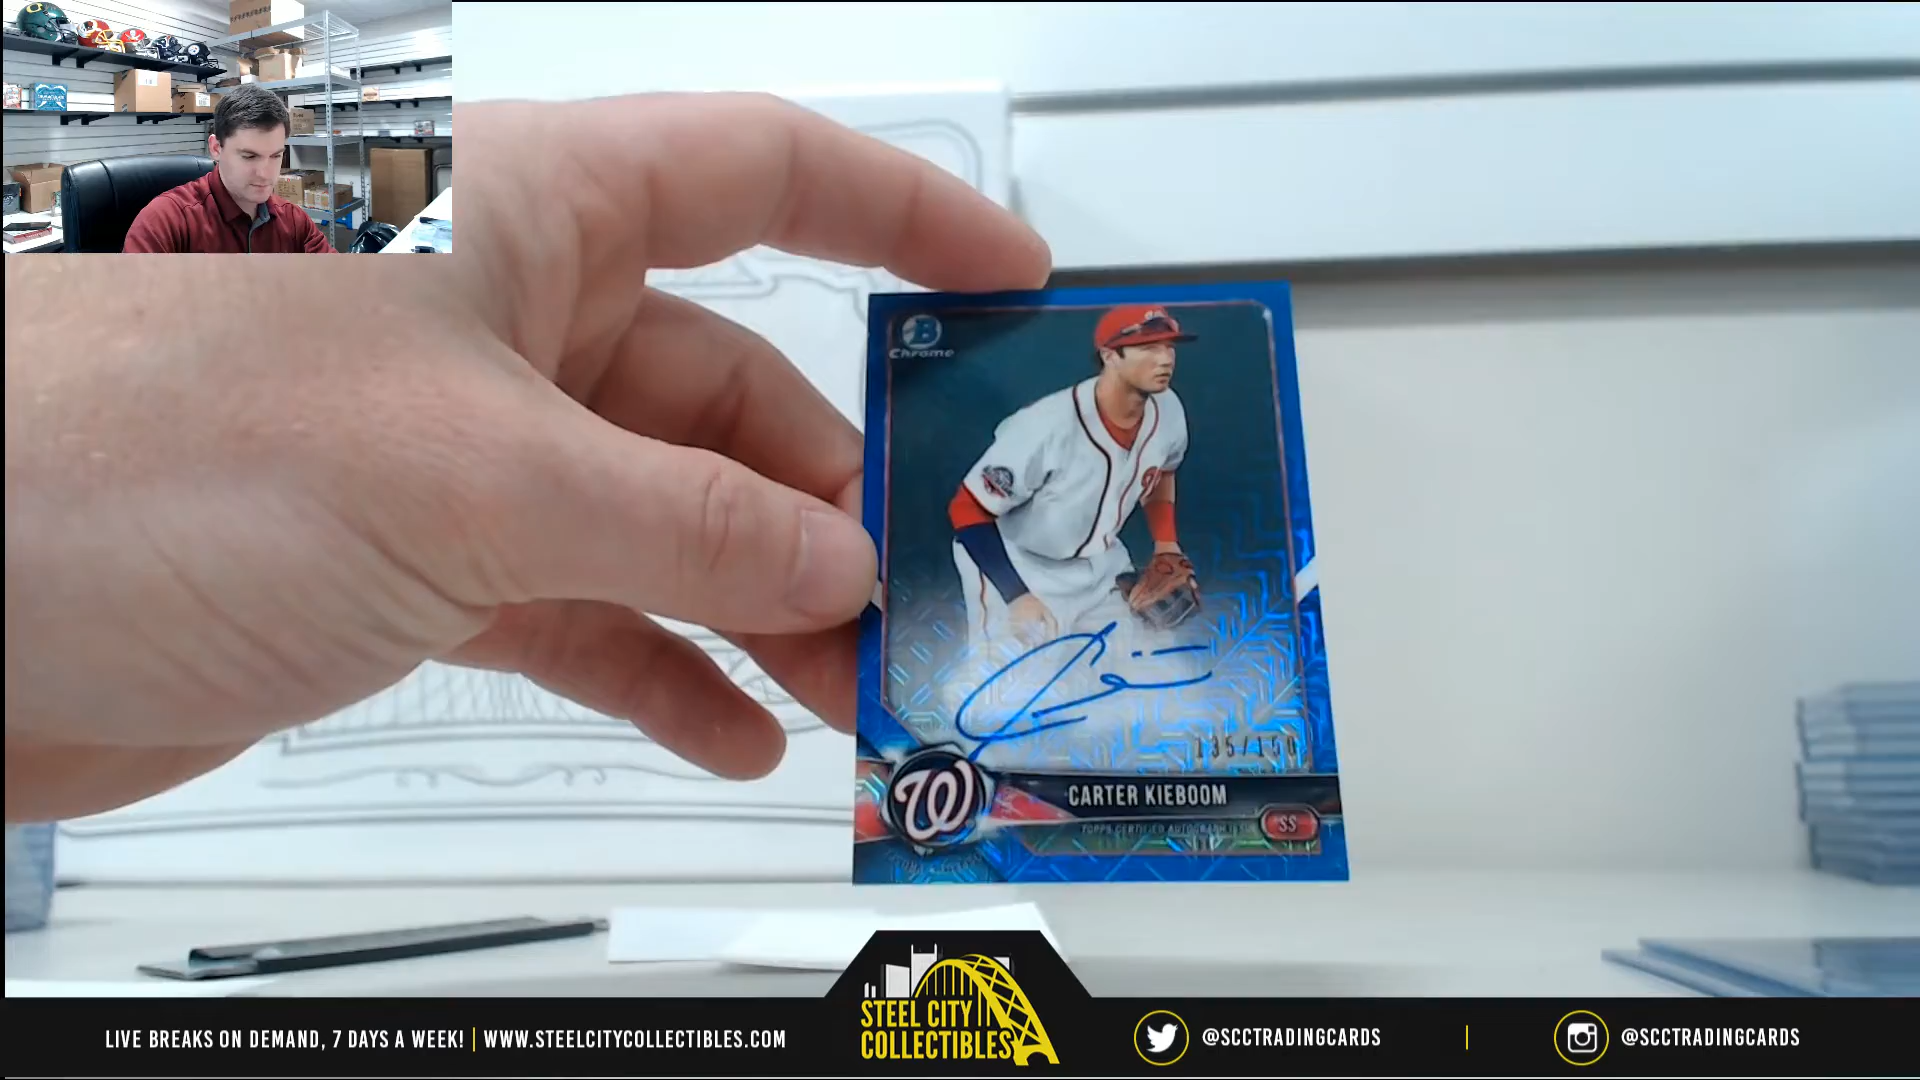 B
Chrome
135/150
W
CARTER KIEBOOM
TOPPS CERTIFIED AUTOGRAPH ISSUE
SS
STEEL CITY
COLLECTIBLES
LIVE BREAKS ON DEMAND, 7 DAYS A WEEK! | WWW.STEELCITYCOLLECTIBLES.COM
@SCCTRADINGCARDS
@SCCTRADINGCARDS